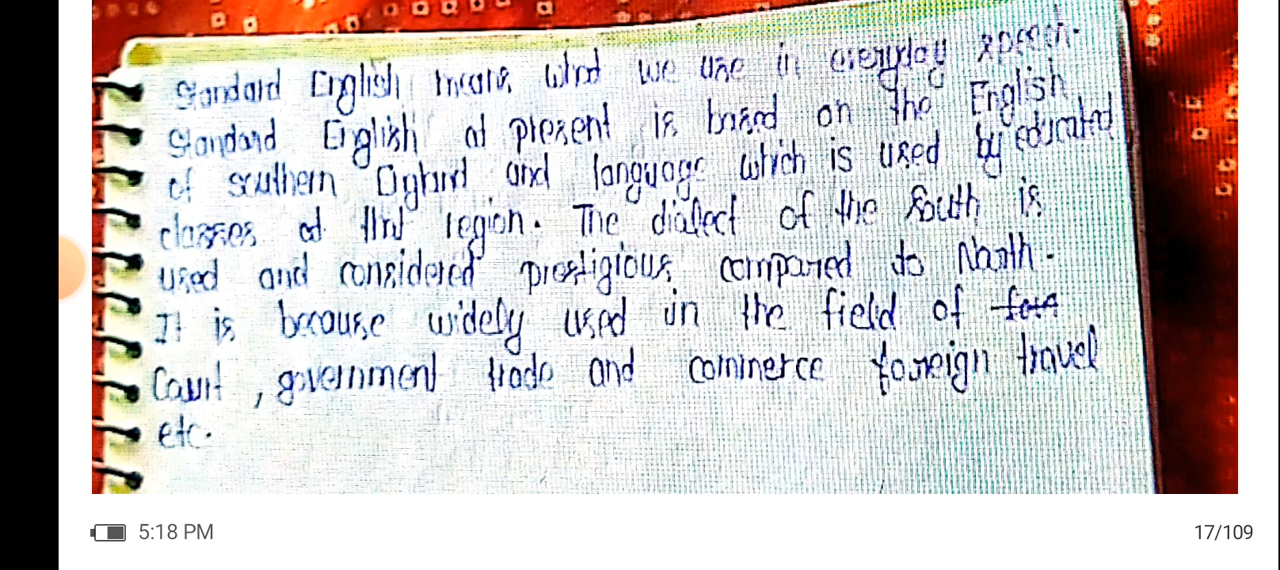 Standard English means what we use in everyday speech.
Standard English at present is based on the English
of southern England and language which is used by educated
classes of that region. The dialect of the South is
used and considered prestigious compared to North.
It is because widely used in the field of
Court, government trade and commerce foreign travel
etc.
5:18 PM
17/109